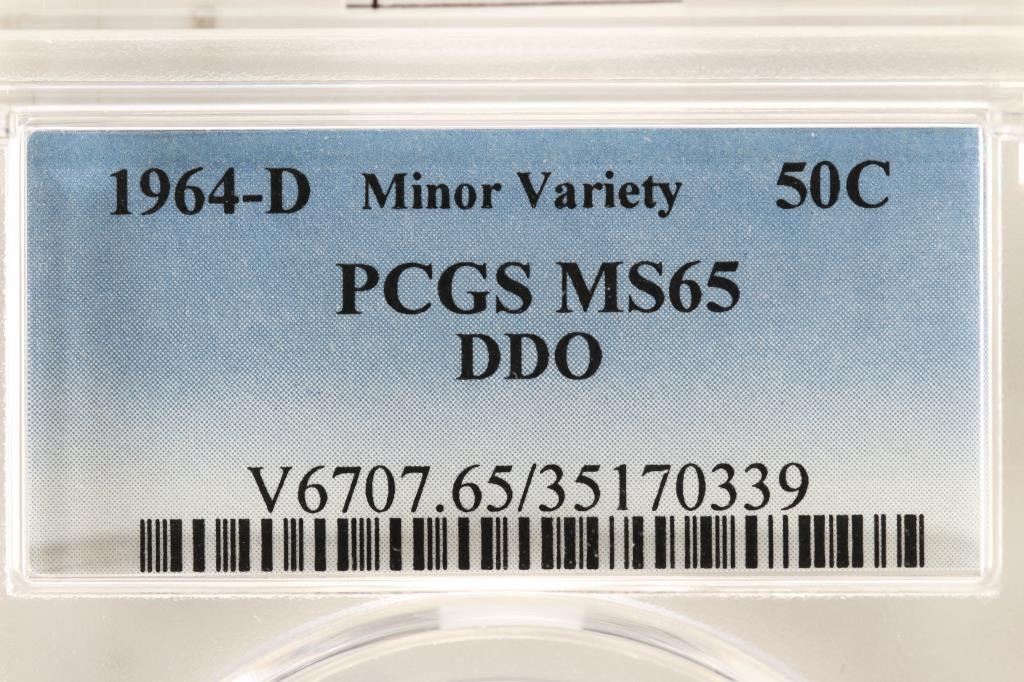 1964-D Minor Variety 50C
PCGS MS65
DDO
V6707.65/35170339